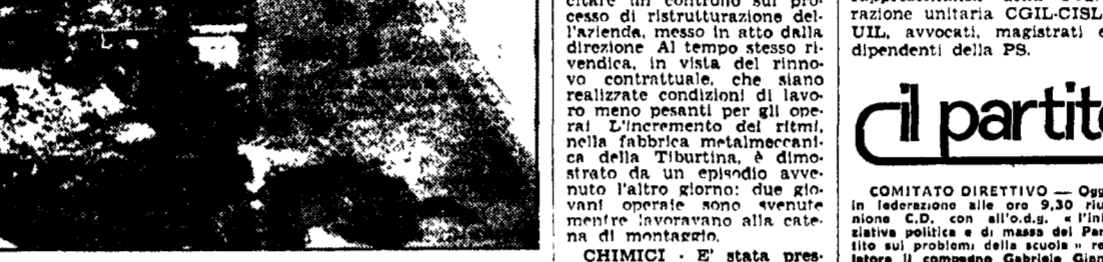 citare un controllo sul pro-
cesso di ristrutturazione del-
l'azienda, messo in atto dalla
direzione Al tempo stesso ri-
vendica, in vista del rinno-
vo contrattuale, che siano
realizzate condizioni di lavo-
ro meno pesanti per gli ope-
rai L'incremento dei ritmi,
nella fabbrica metalmeccani-
ca della Tiburtina, è dimo-
strato da un episodio avve-
nuto l'altro giorno: due gio-
vani operaie sono svenute
mentre lavoravano alla cate-
na di montaggio.
CHIMICI - E' stata pres-
razione unitaria CGIL-CISL
UIL, avvocati, magistrati e
dipendenti della PS.
il partito
COMITATO DIRETTIVO — Ogg
in federazione alle ore 9,30 riu
nione C.D. con all'o.d.g. « l'ini
ziativa politica e di massa del Par
tito sui problemi della scuola » re
latore il compagno Gabriele Gian